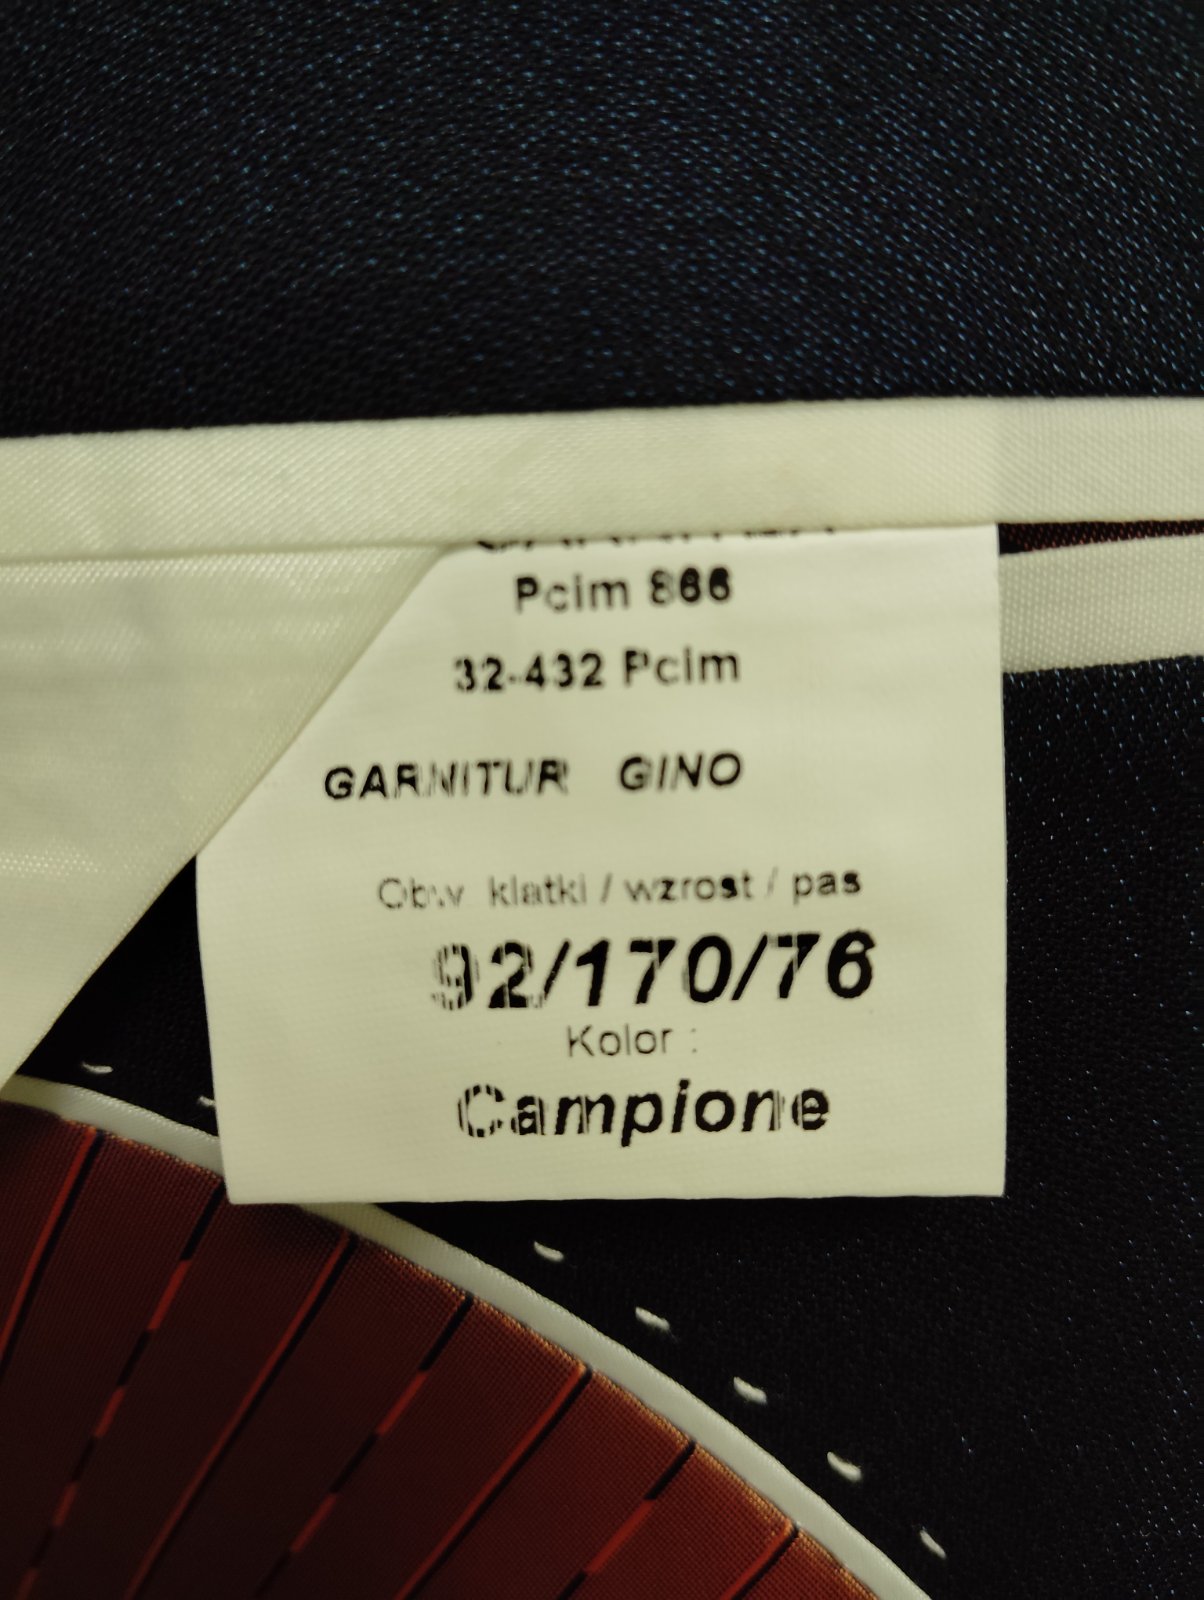 Pcim 866
32-432 Pcim
GARNITUR GINO
Obw klatki / wzrost / pas
92/170/76
Kolor :
Campione